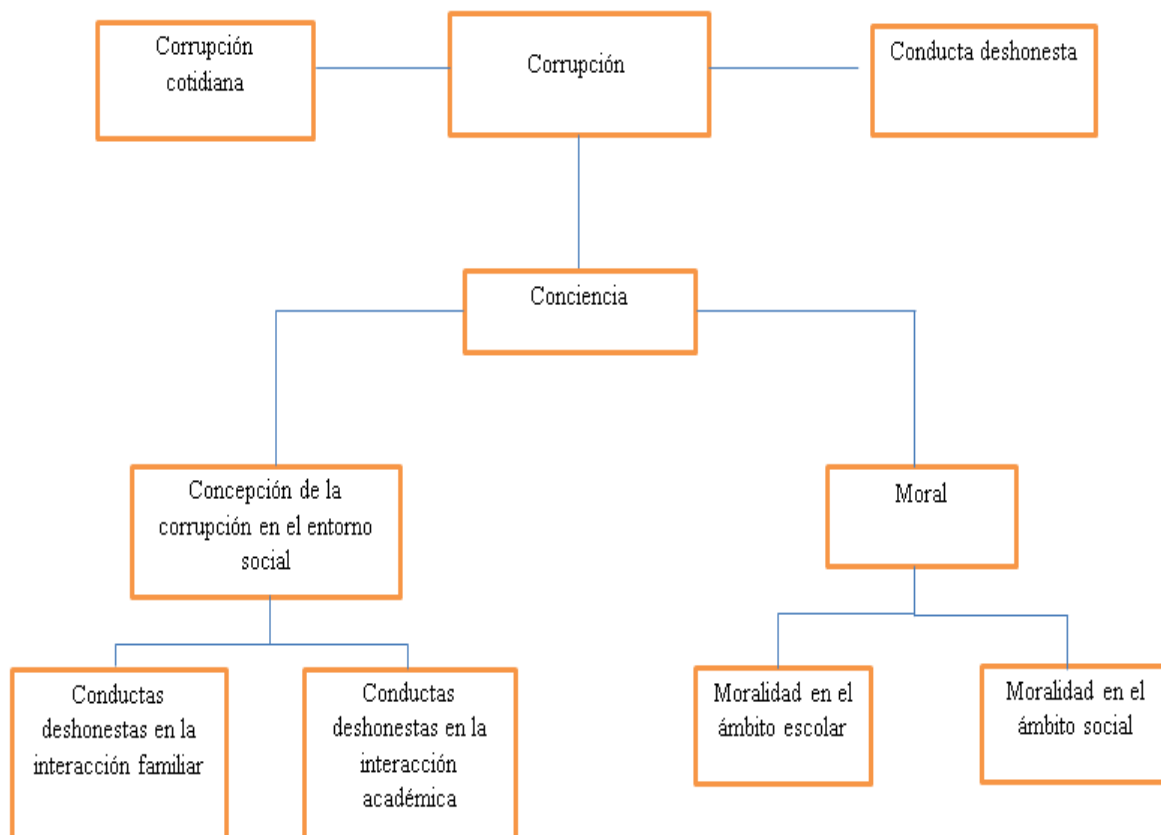 Corrupción
cotidiana
Corrupción
Conducta deshonesta
Conciencia
Concepción de la
corrupción en el entorno
social
Moral
Conductas
deshonestas en la
interacción familiar
Conductas
deshonestas en la
interacción
académica
Moralidad en el
ámbito escolar
Moralidad en el
ámbito social